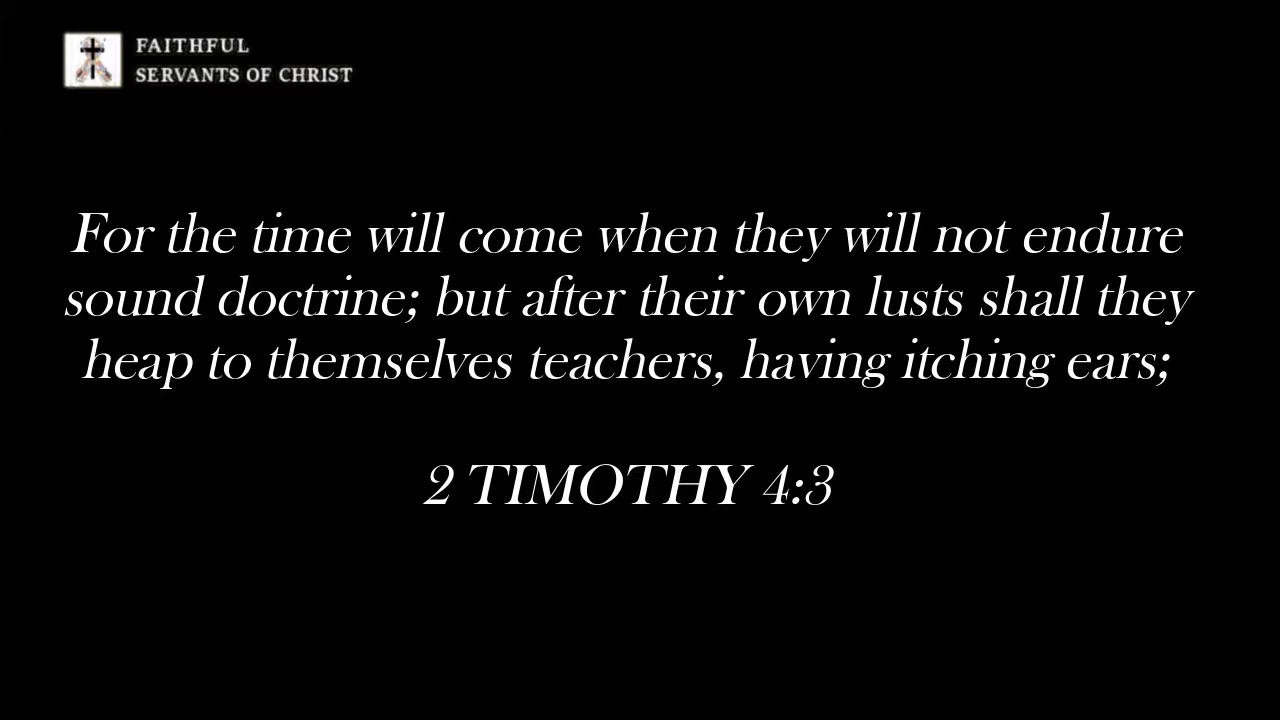 FAITHFUL
SERVANTS OF CHRIST
For the time will come when they will not endure
sound doctrine; but after their own lusts shall they
heap to themselves teachers, having itching ears;
2 TIMOTHY 4:3